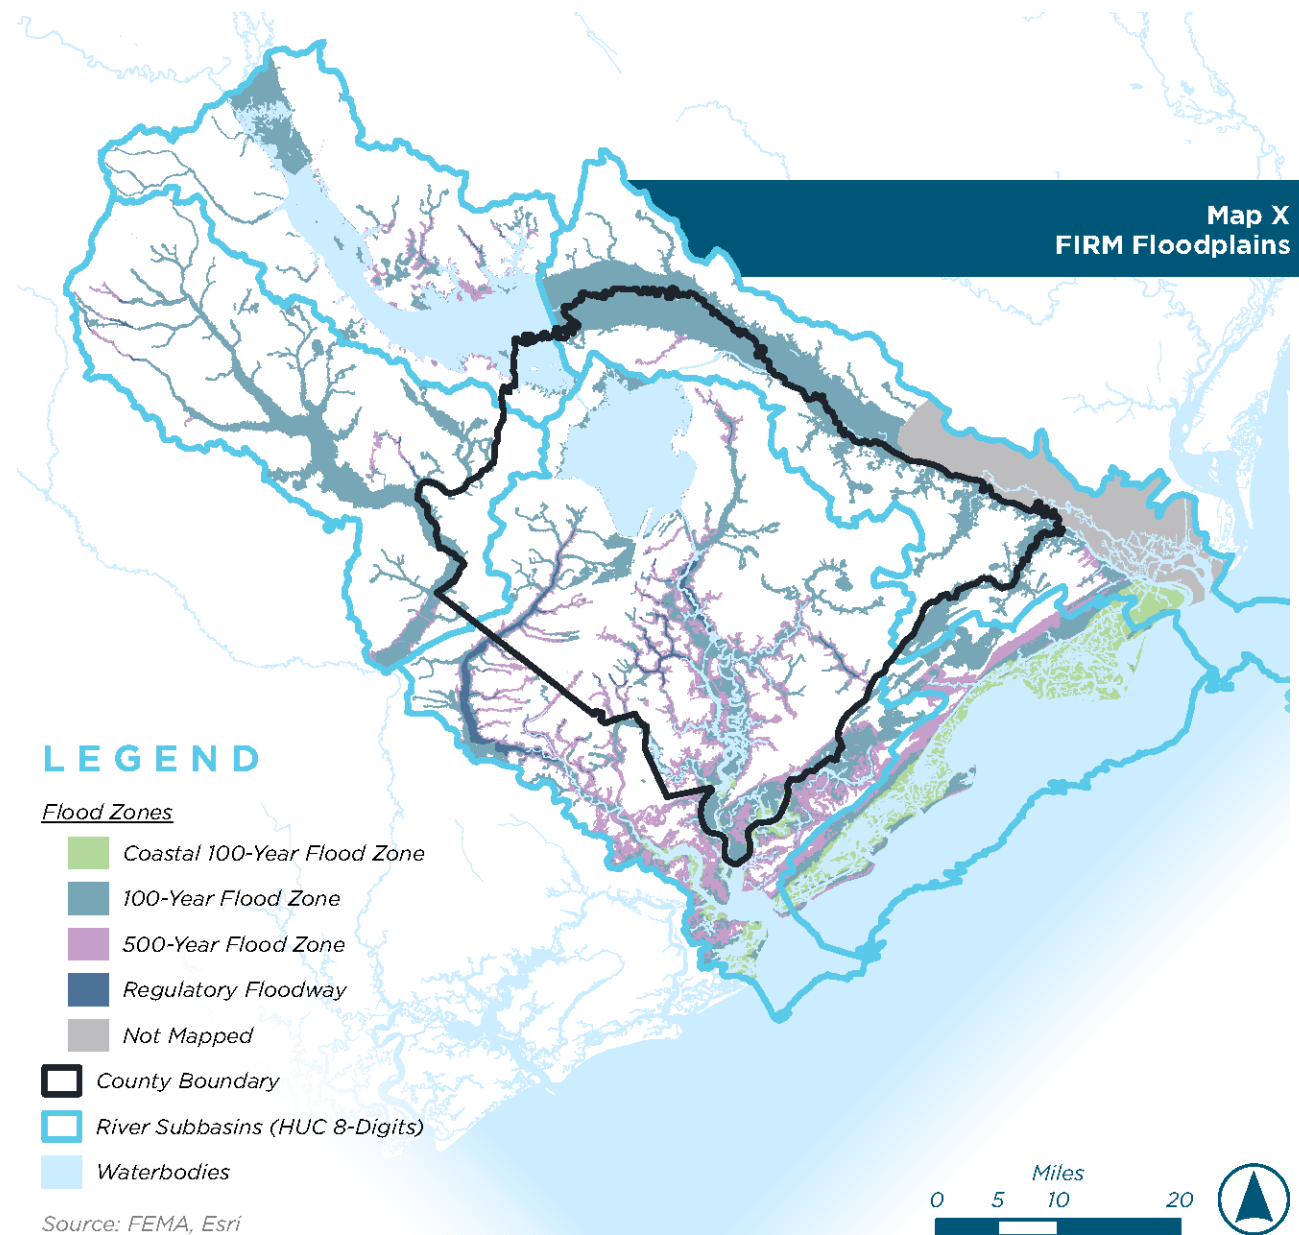 Map X
FIRM Floodplains
LEGEND
Flood Zones
Coastal 100-Year Flood Zone
100-Year Flood Zone
500-Year Flood Zone
Regulatory Floodway
Not Mapped
County Boundary
River Subbasins (HUC 8-Digits)
Waterbodies
Source: FEMA, Esri
Miles
0 5 10 20